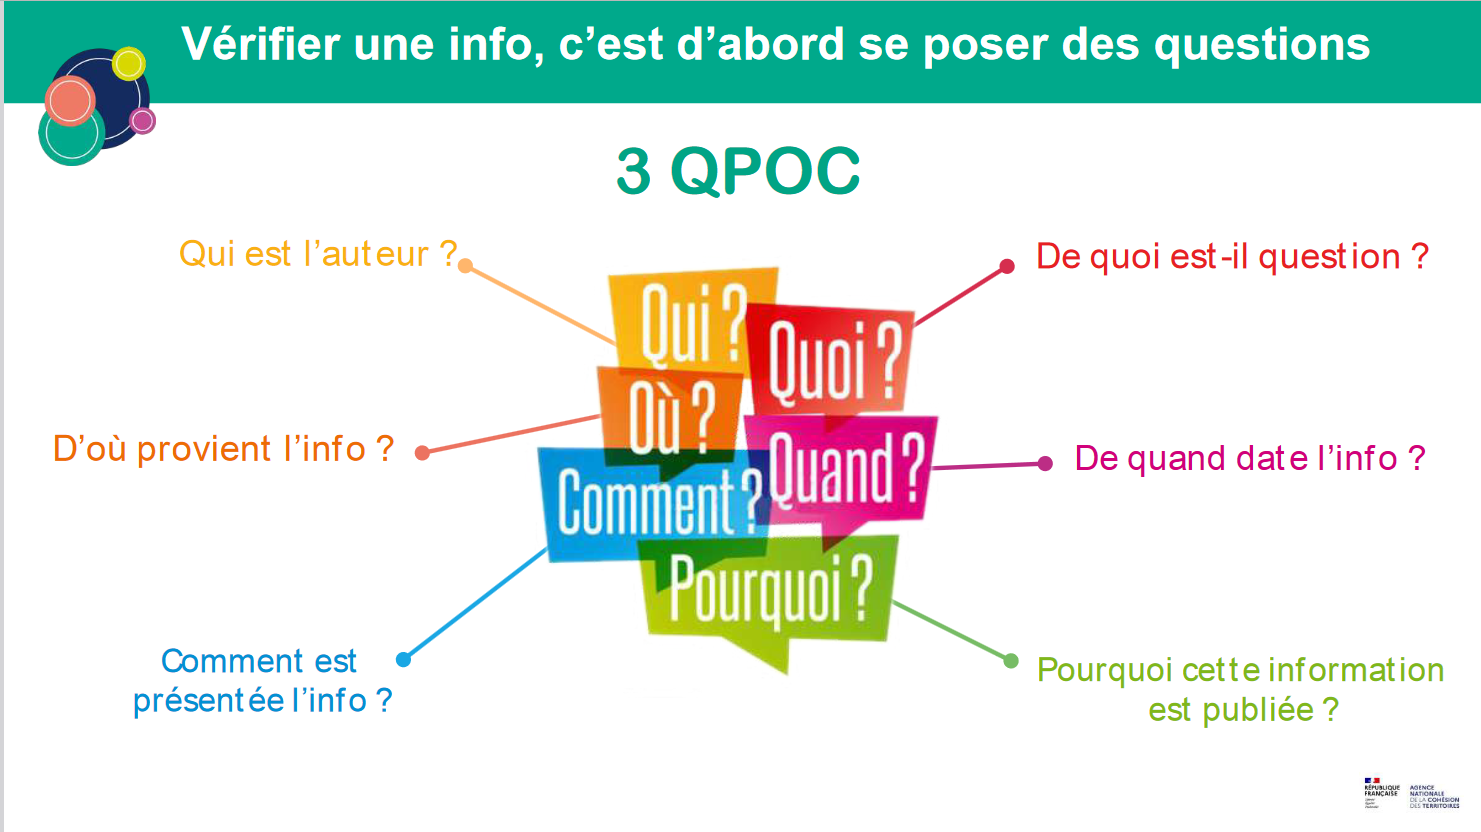 Vérifier une info, c’est d’abord se poser des questions
3 QPOC
Qui est l’auteur ?
De quoi est-il question ?
Qui ?
Quoi ?
Où ?
D’où provient l’info ?
Quand ?
De quand date l’info ?
Comment ?
Pourquoi ?
Comment est
présentée l’info ?
Pourquoi cette information
est publiée ?
RÉPUBLIQUE
FRANÇAISE
AGENCE
NATIONALE
DE LA COHÉSION
DES TERRITOIRES